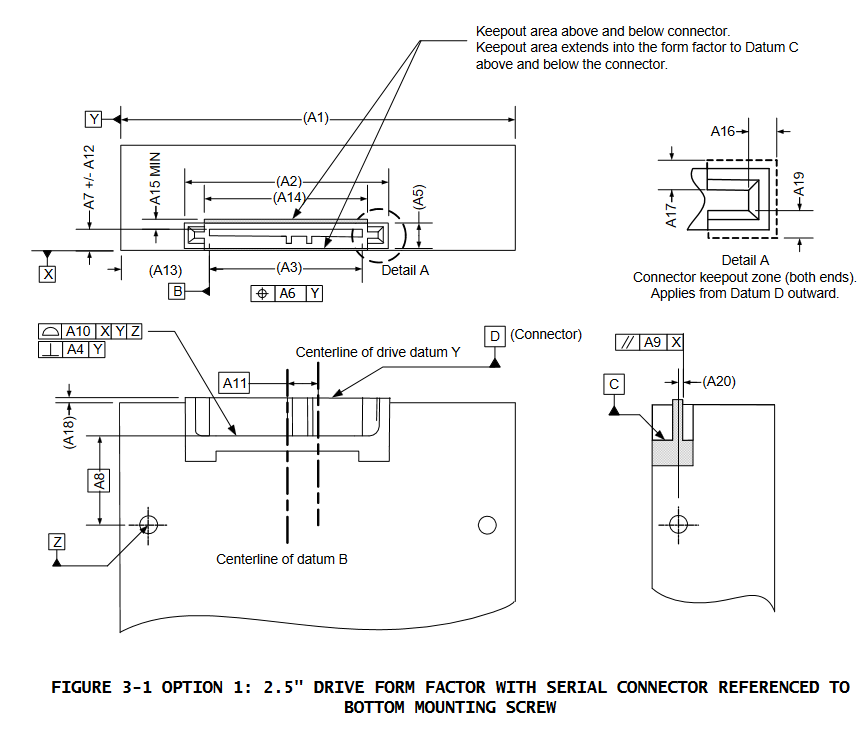 Keepout area above and below connector.
Keepout area extends into the form factor to Datum C
above and below the connector.
Y
(A1)
A7 +/- A12
A15 MIN
(A2)
(A14)
(A5)
X
(A13)
(A3)
Detail A
B
A6 Y
A16
A17
A19
Detail A
Connector keepout zone (both ends).
Applies from Datum D outward.
A10 X Y Z
A4 Y
D (Connector)
Centerline of drive datum Y
A11
// A9 X
C
(A20)
(A18)
A8
Z
Centerline of datum B
FIGURE 3-1 OPTION 1: 2.5" DRIVE FORM FACTOR WITH SERIAL CONNECTOR REFERENCED TO
BOTTOM MOUNTING SCREW